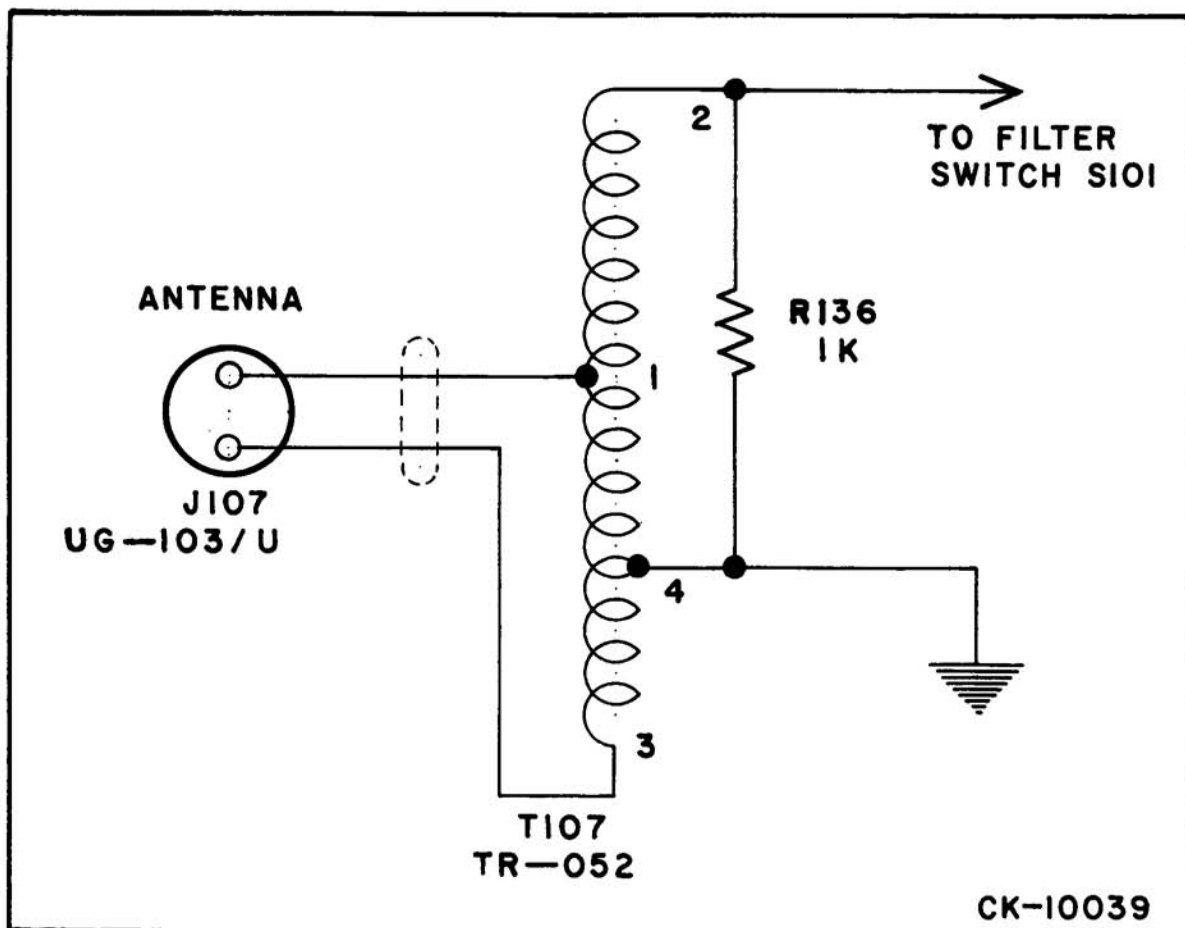 2
TO FILTER
SWITCH S101
ANTENNA
R136
1K
1
J107
UG-103/U
4
3
T107
TR-052
CK-10039